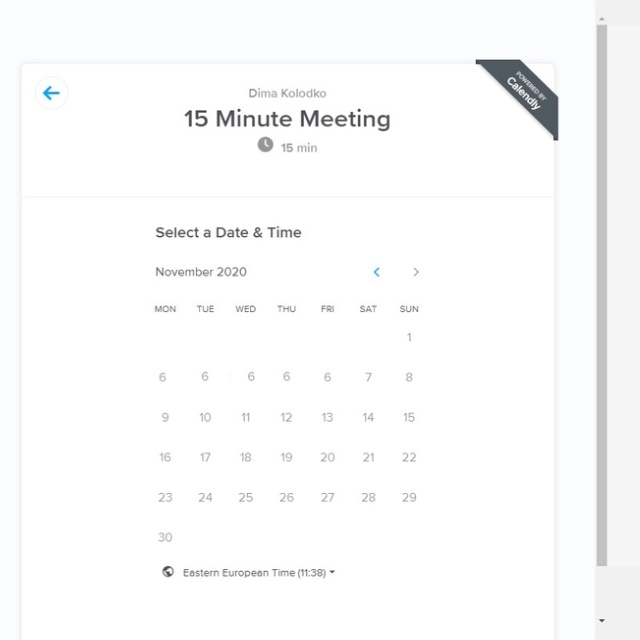 POWERED BY
Calendly
Dima Kolodko
15 Minute Meeting
15 min
Select a Date & Time
November 2020
MON TUE WED THU FRI SAT SUN
1
6 6 6 6 6 7 8
9 10 11 12 13 14 15
16 17 18 19 20 21 22
23 24 25 26 27 28 29
30
Eastern European Time (11:38)